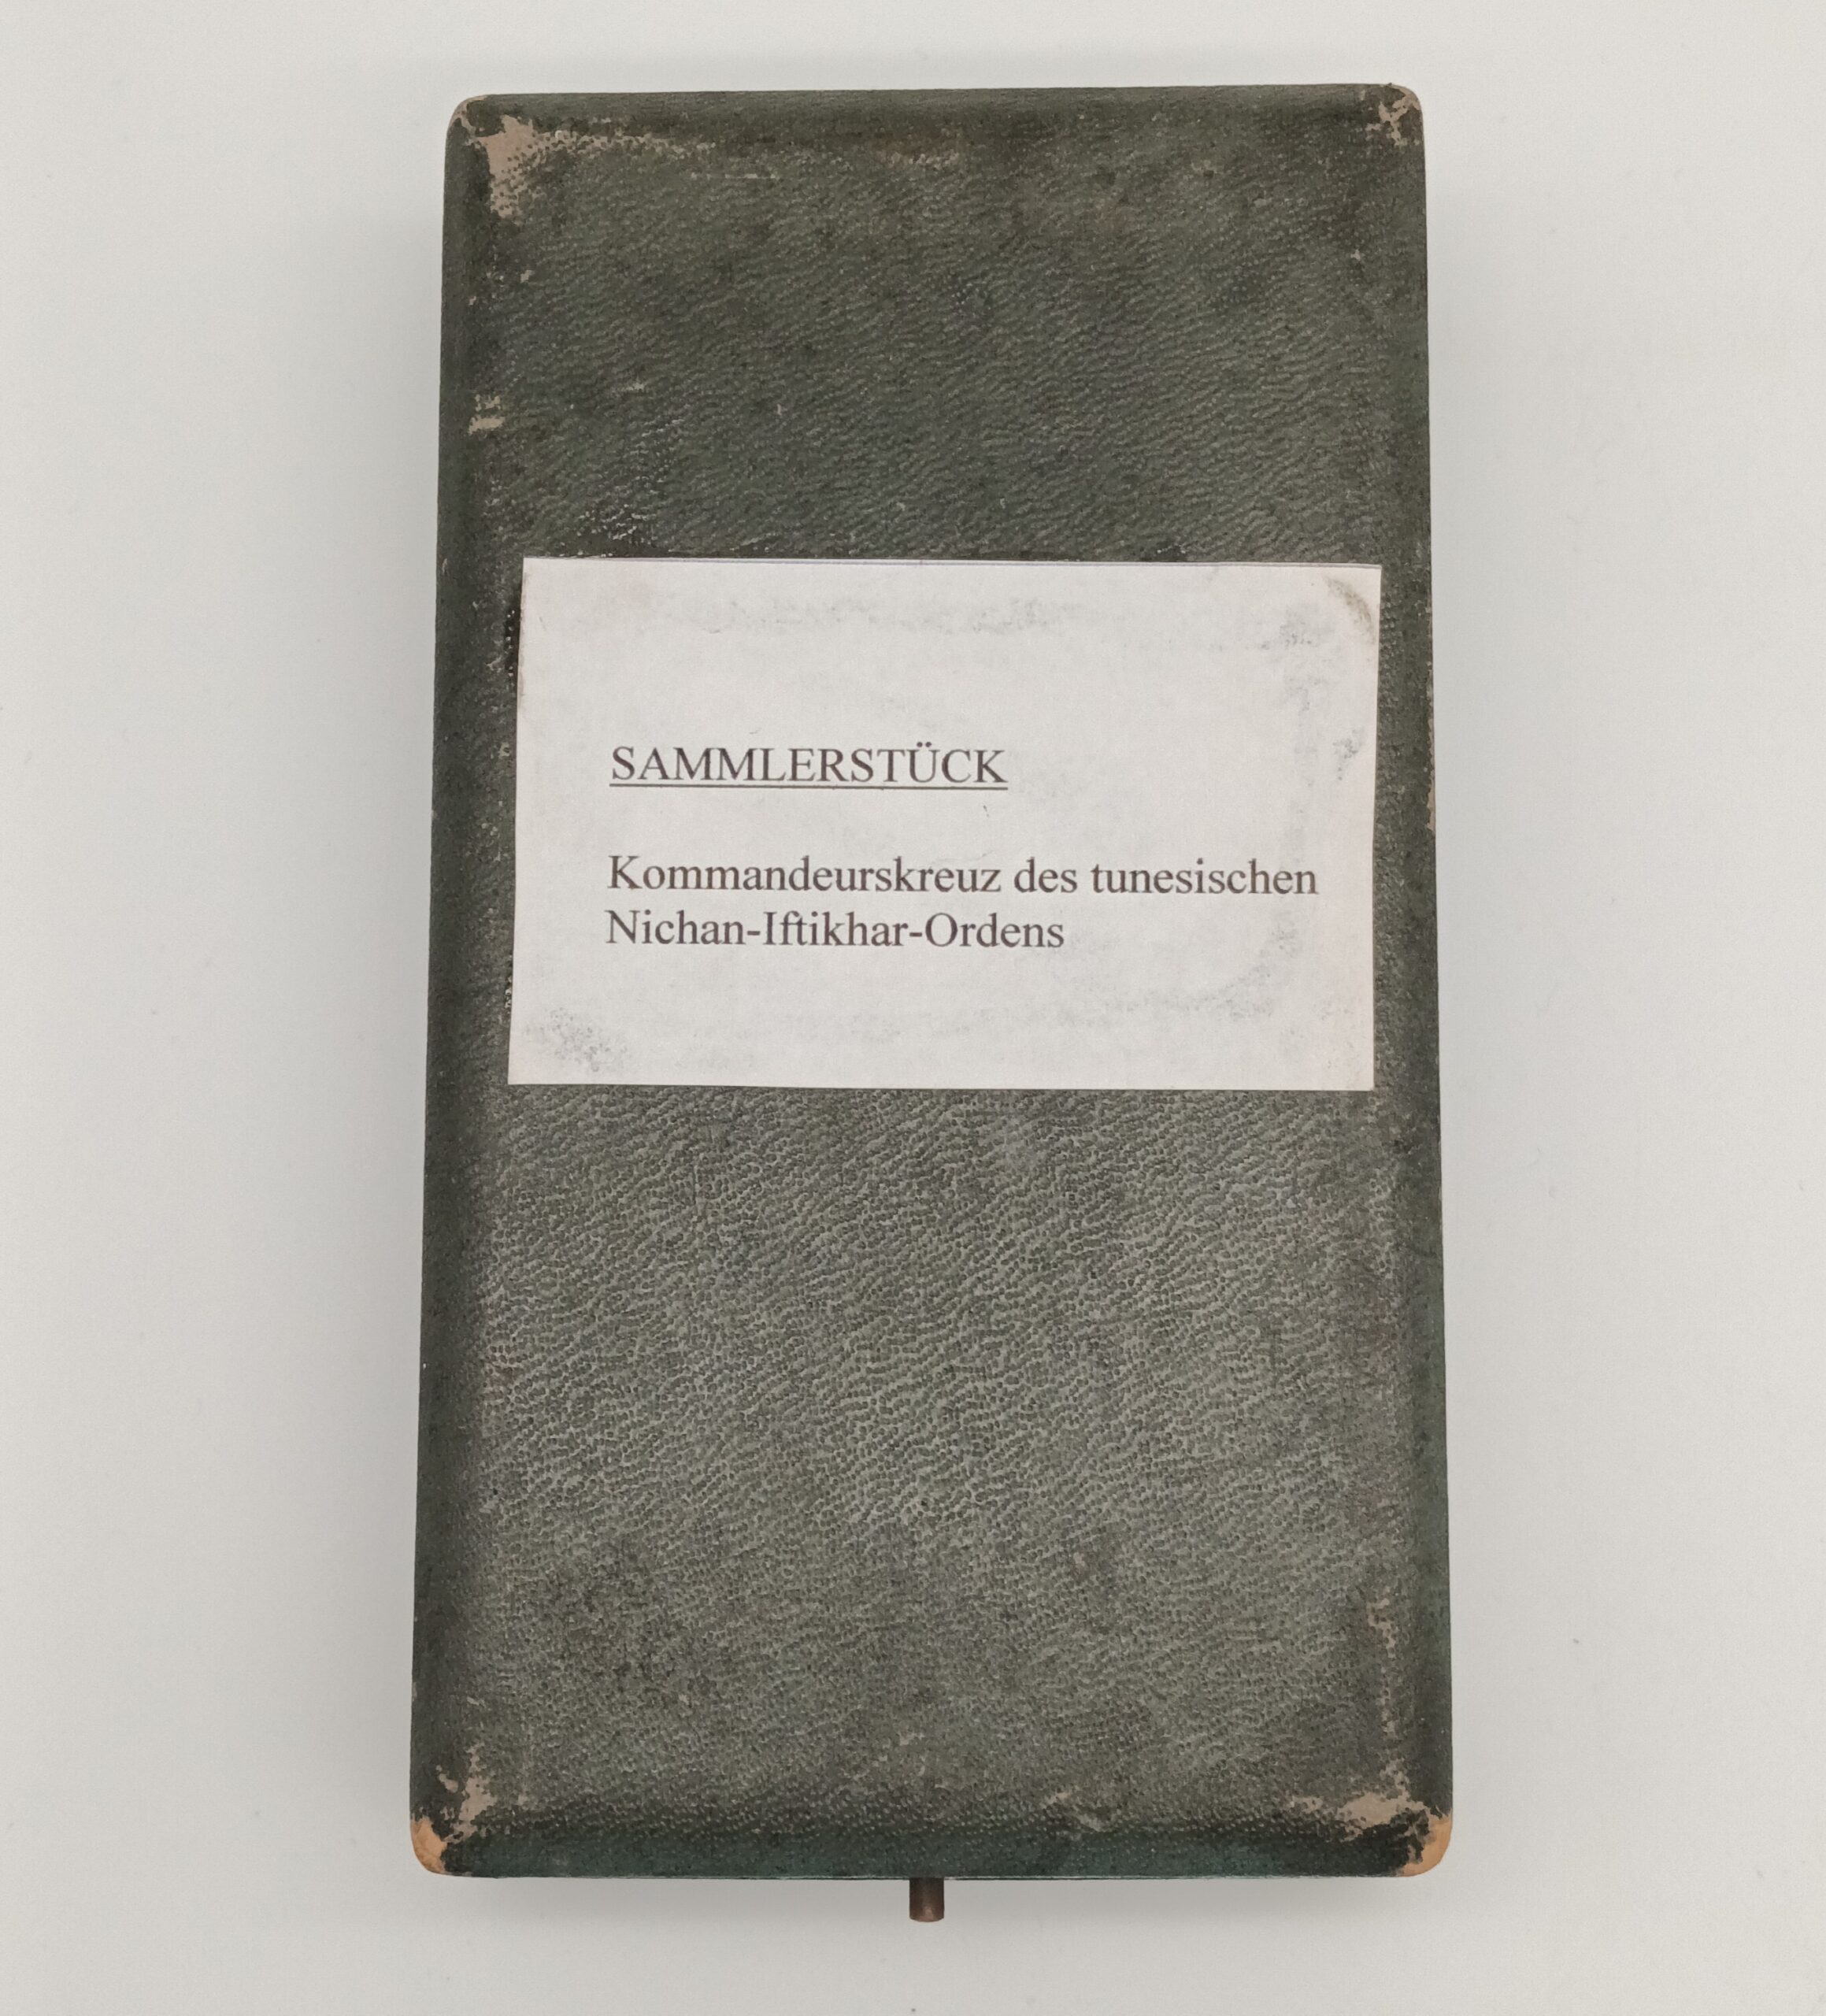 SAMMLERSTÜCK
Kommandeurskreuz des tunesischen
Nichan-Iftikhar-Ordens